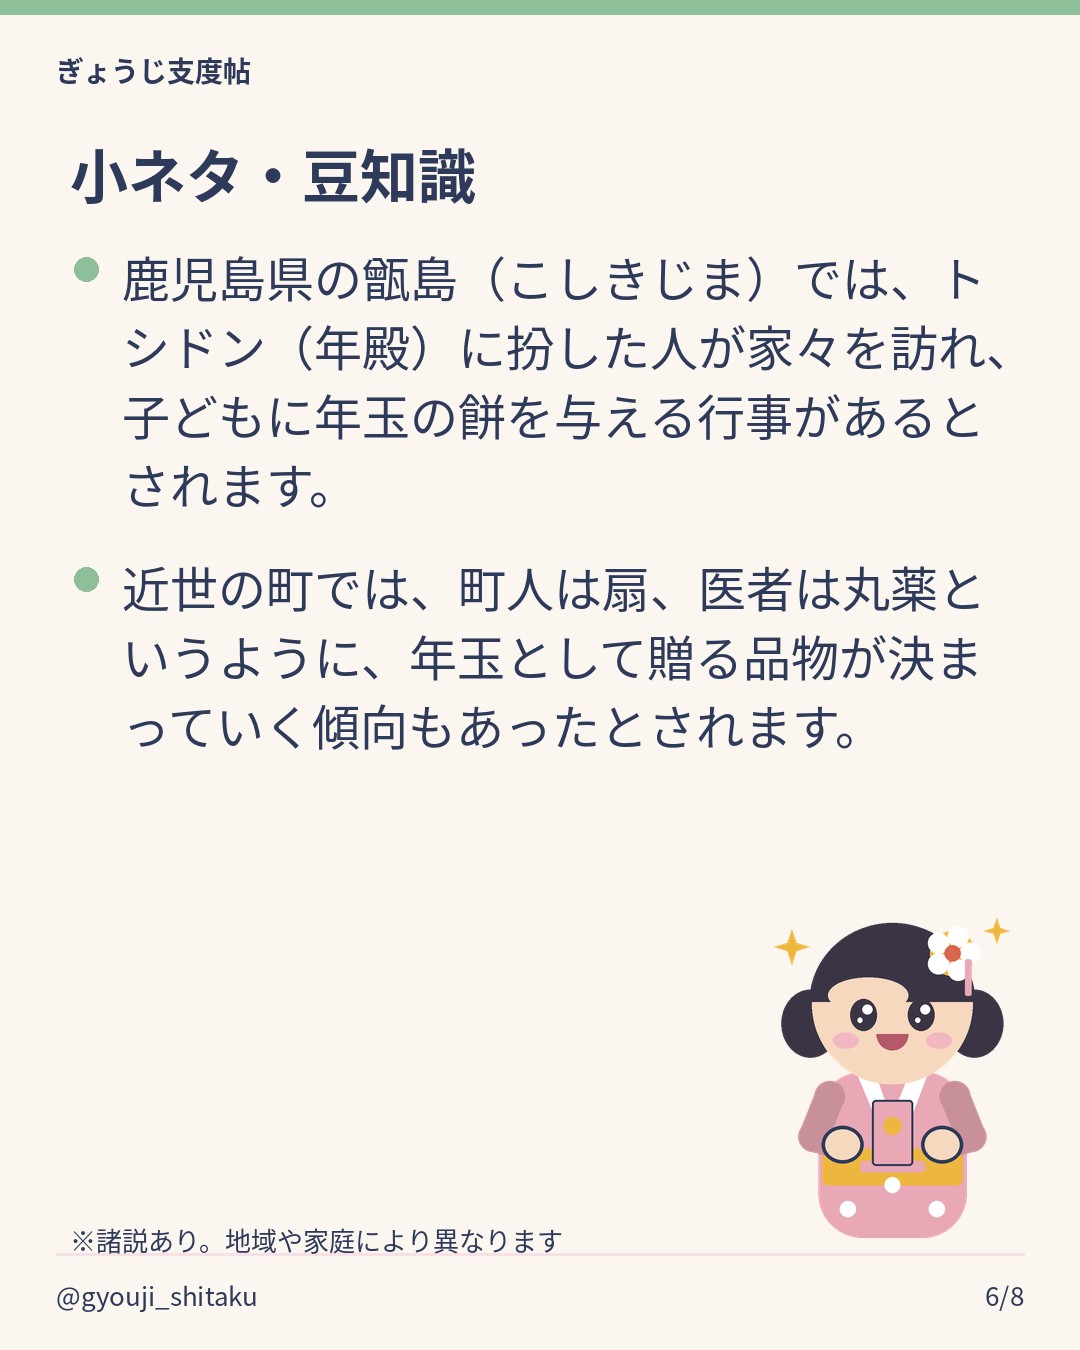 ぎょうじ支度帖
小ネタ・豆知識
鹿児島県の甑島（こしきじま）では、ト
シドン（年殿）に扮した人が家々を訪れ、
子どもに年玉の餅を与える行事があると
されます。
近世の町では、町人は扇、医者は丸薬と
いうように、年玉として贈る品物が決ま
っていく傾向もあったとされます。
※諸説あり。地域や家庭により異なります
@gyouji_shitaku
6/8